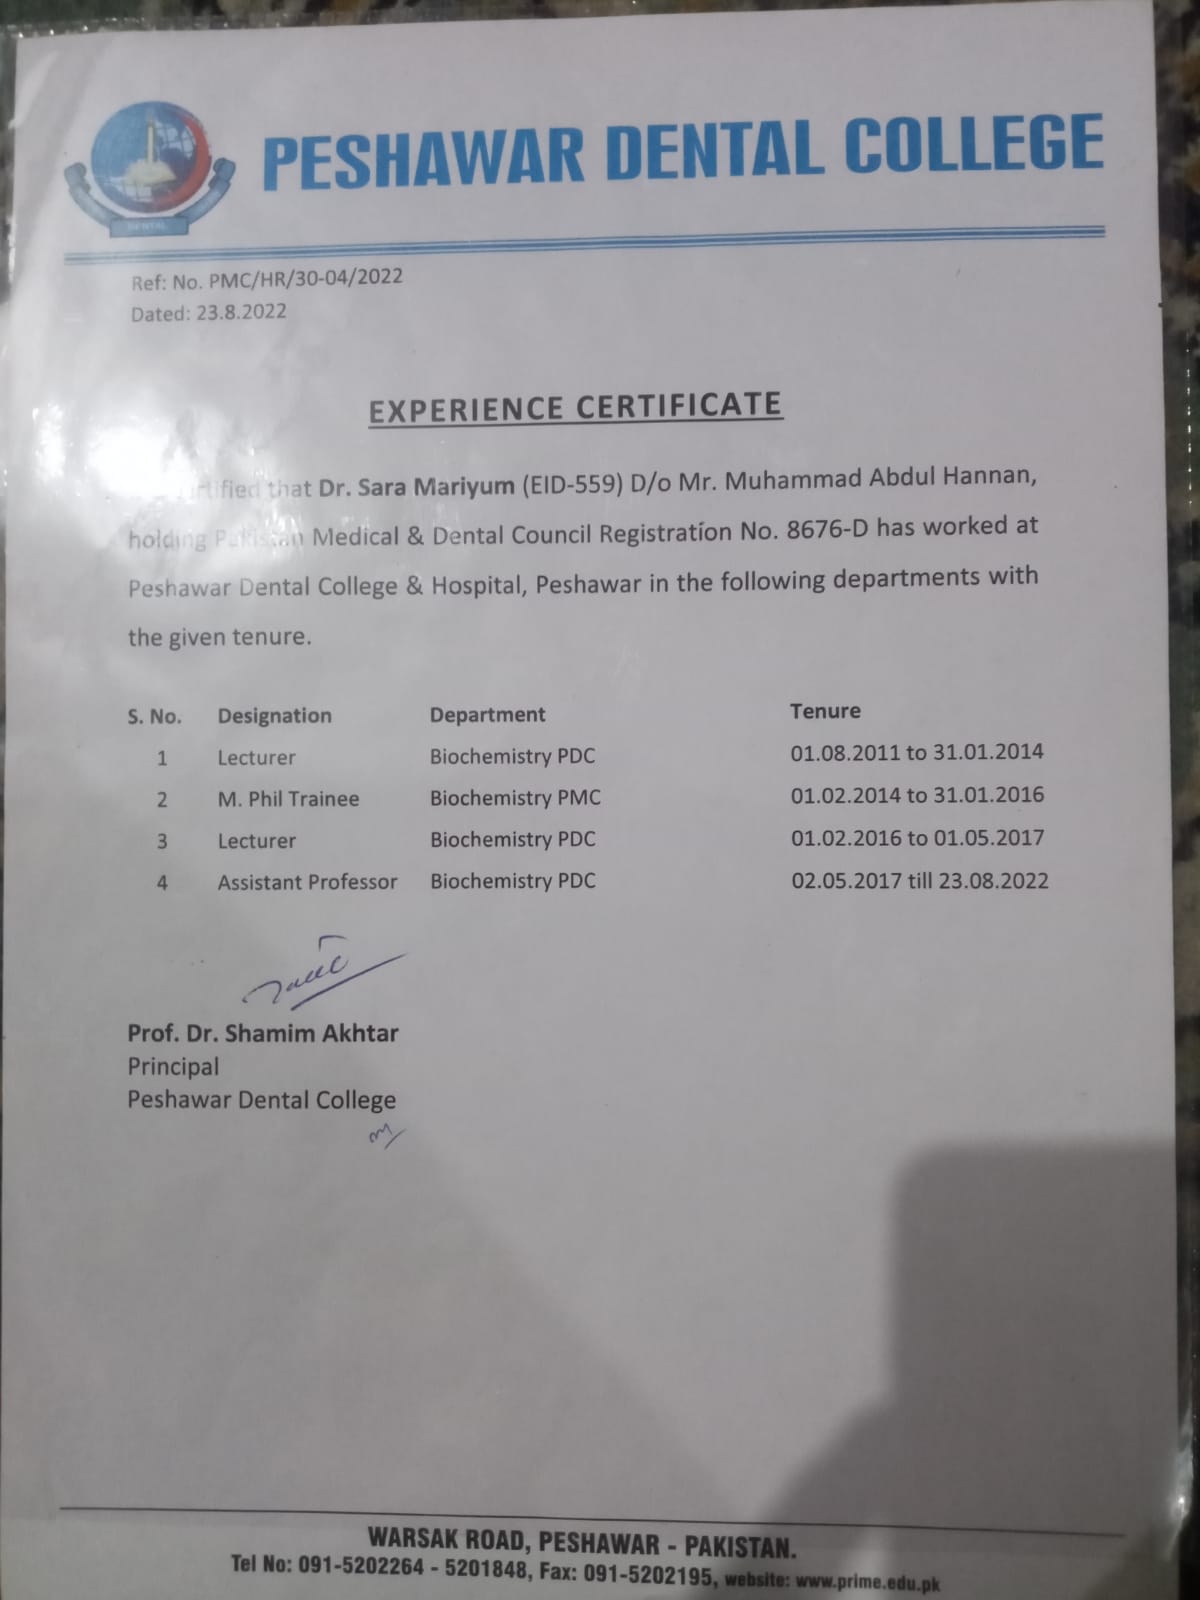 PESHAWAR DENTAL COLLEGE
DENTAL
Ref: No. PMC/HR/30-04/2022
Dated: 23.8.2022
EXPERIENCE CERTIFICATE
that Dr. Sara Mariyum (EID-559) D/o Mr. Muhammad Abdul Hannan,
holding Pakistan Medical & Dental Council Registration No. 8676-D has worked at
Peshawar Dental College & Hospital, Peshawar in the following departments with
the given tenure.
S. No. Designation Department Tenure
1 Lecturer Biochemistry PDC 01.08.2011 to 31.01.2014
2 M. Phil Trainee Biochemistry PMC 01.02.2014 to 31.01.2016
3 Lecturer Biochemistry PDC 01.02.2016 to 01.05.2017
4 Assistant Professor Biochemistry PDC 02.05.2017 till 23.08.2022
Prof. Dr. Shamim Akhtar
Principal
Peshawar Dental College
WARSAK ROAD, PESHAWAR - PAKISTAN.
Tel No: 091-5202264 - 5201848, Fax: 091-5202195, website: www.prime.edu.pk